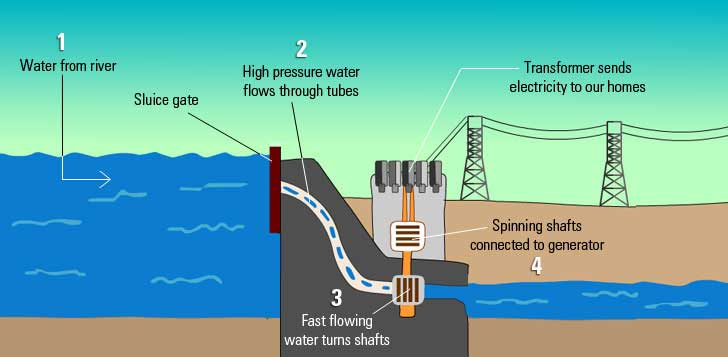 1
Water from river
Sluice gate
2
High pressure water
flows through tubes
Transformer sends
electricity to our homes
Spinning shafts
connected to generator
4
3
Fast flowing
water turns shafts